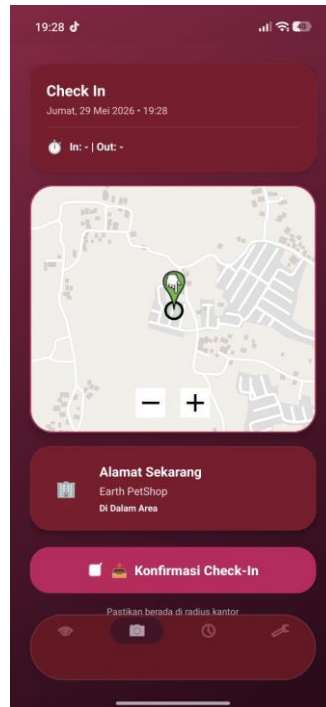 19:28
40
Check In
Jumat, 29 Mei 2026 • 19:28
In: - | Out: -
Alamat Sekarang
Earth PetShop
Di Dalam Area
Konfirmasi Check-In
Pastikan berada di radius kantor